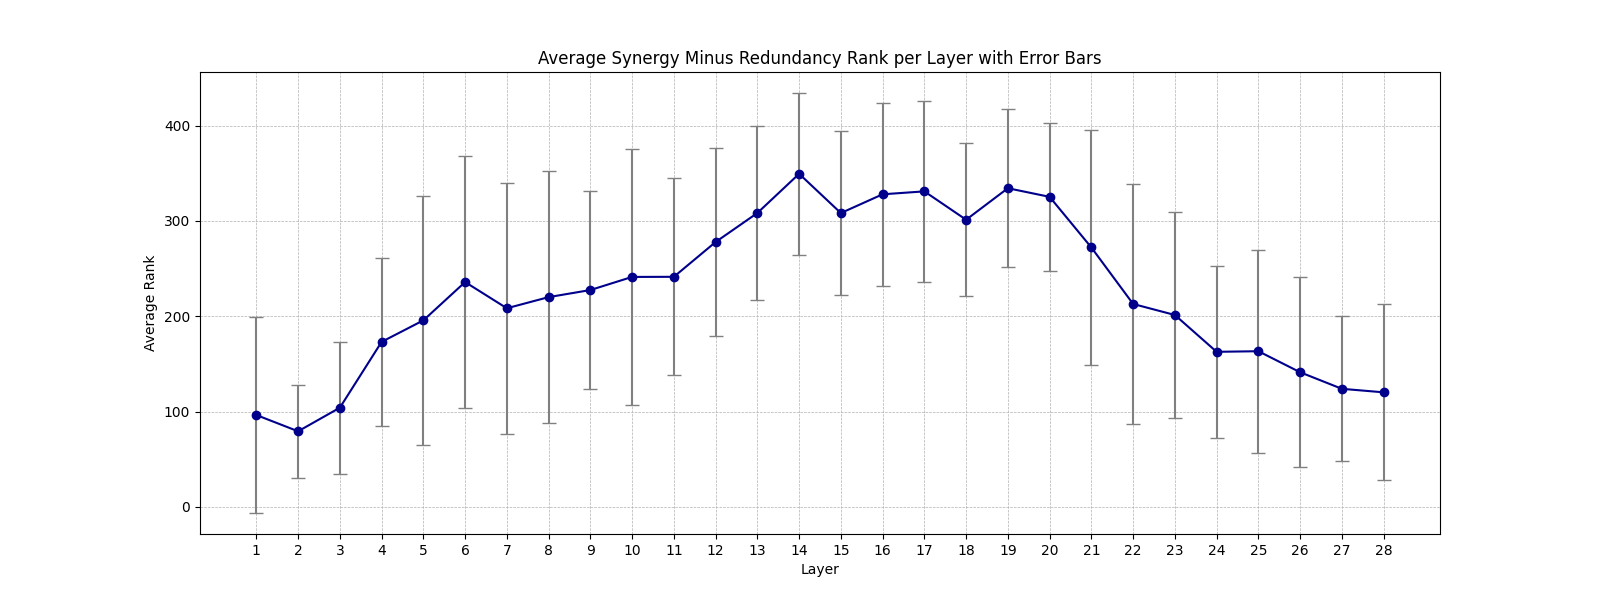 Average Synergy Minus Redundancy Rank per Layer with Error Bars
Average Rank
400
300
200
100
0
1 2 3 4 5 6 7 8 9 10 11 12 13 14 15 16 17 18 19 20 21 22 23 24 25 26 27 28
Layer